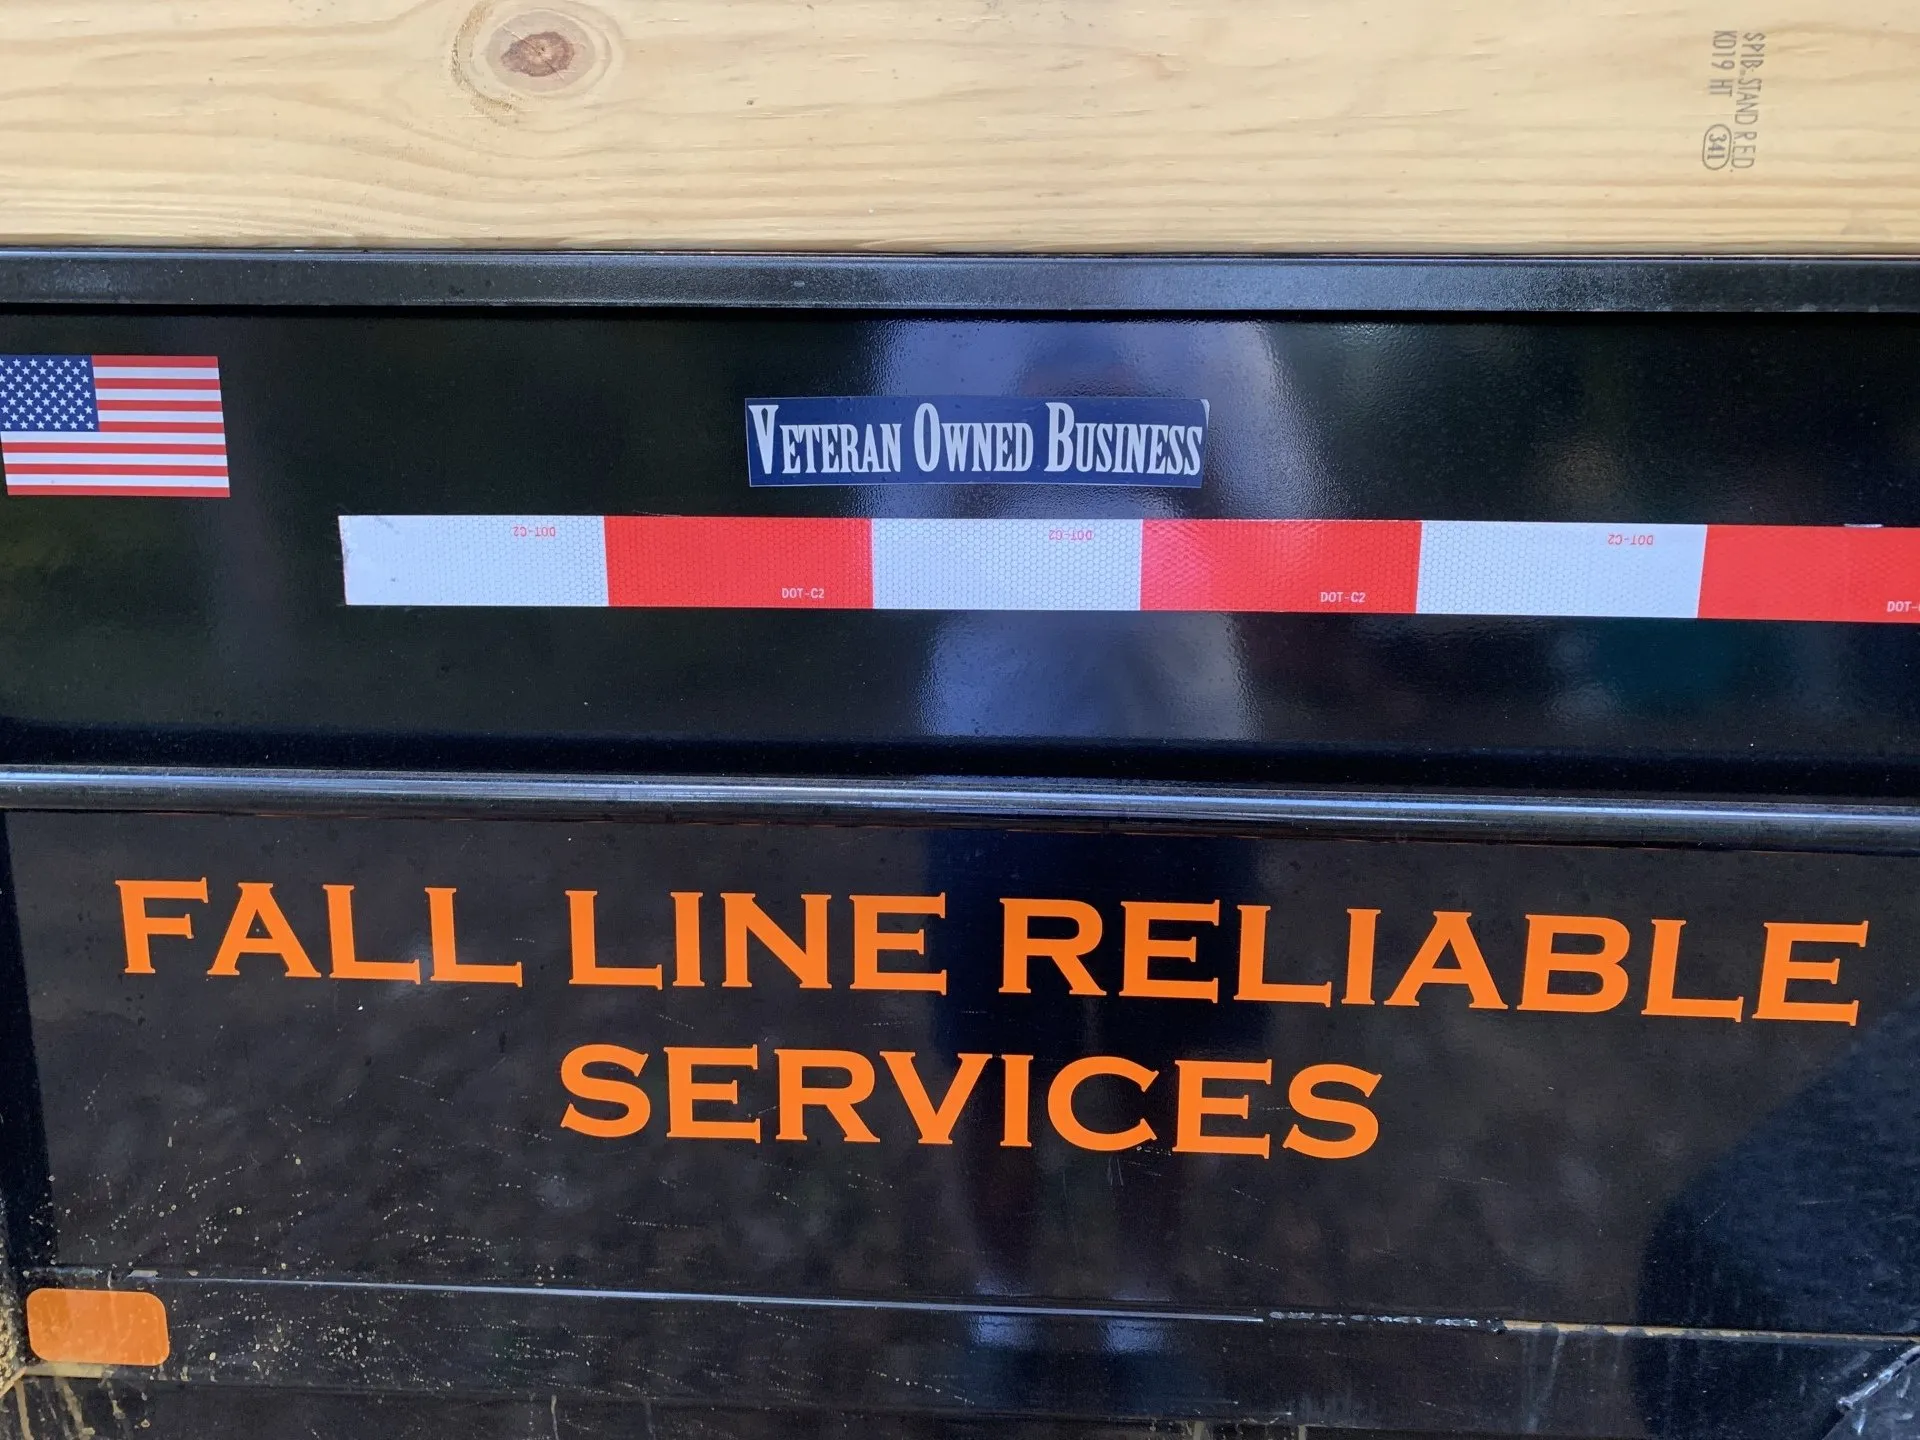 SPIB: STAND RED
KD19 HT 341
VETERAN OWNED BUSINESS
DOT-C2
DOT-C2
DOT-C2
DOT-C2
DOT-C2
DOT-
FALL LINE RELIABLE
SERVICES